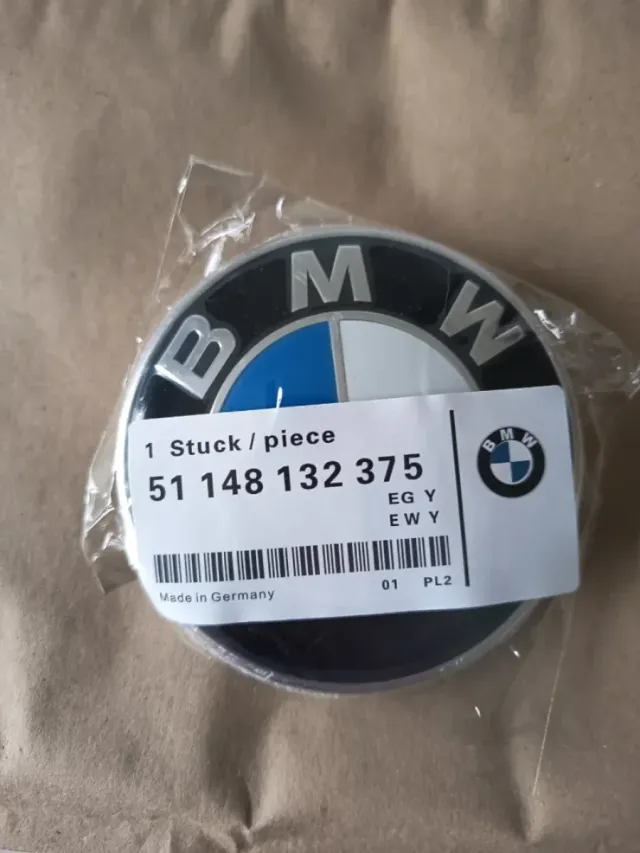 BMW
1 Stuck / piece
51 148 132 375
EG Y
EW Y
BMW
01 PL2
Made in Germany